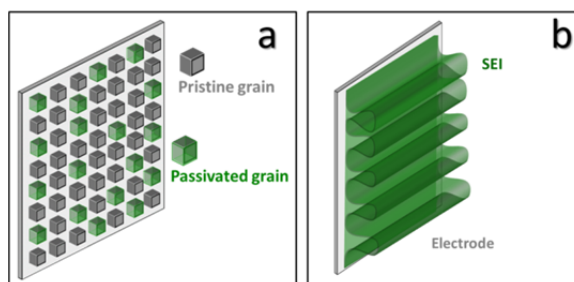 a
Pristine grain
Passivated grain
b
SEI
Electrode